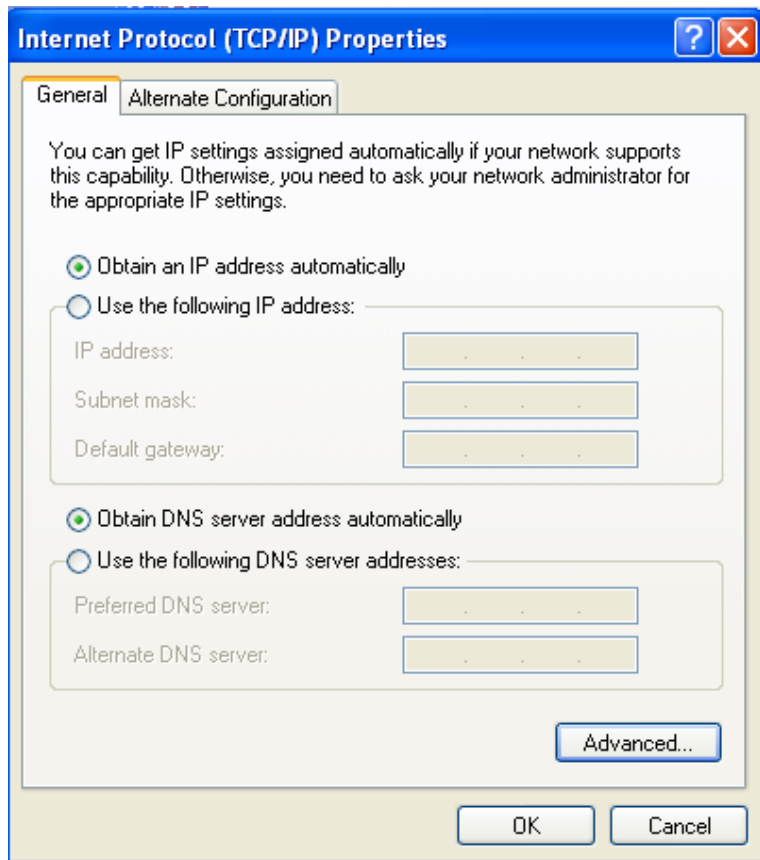 Internet Protocol (TCP/IP) Properties
General
Alternate Configuration
You can get IP settings assigned automatically if your network supports
this capability. Otherwise, you need to ask your network administrator for
the appropriate IP settings.
Obtain an IP address automatically
Use the following IP address:
IP address:
Subnet mask:
Default gateway:
Obtain DNS server address automatically
Use the following DNS server addresses:
Preferred DNS server:
Alternate DNS server:
Advanced...
OK
Cancel